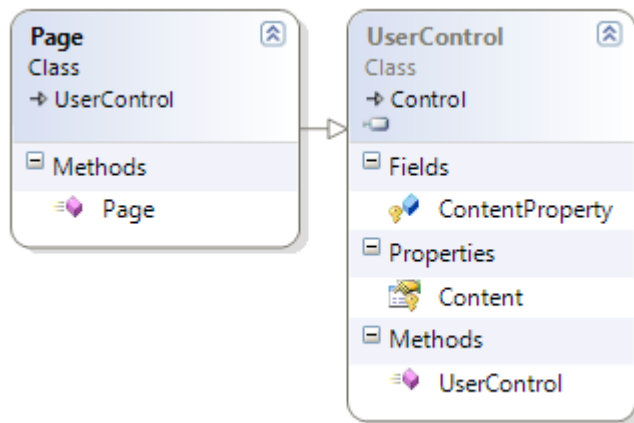 Page
Class
UserControl
Methods
Page
UserControl
Class
Control
Fields
ContentProperty
Properties
Content
Methods
UserControl